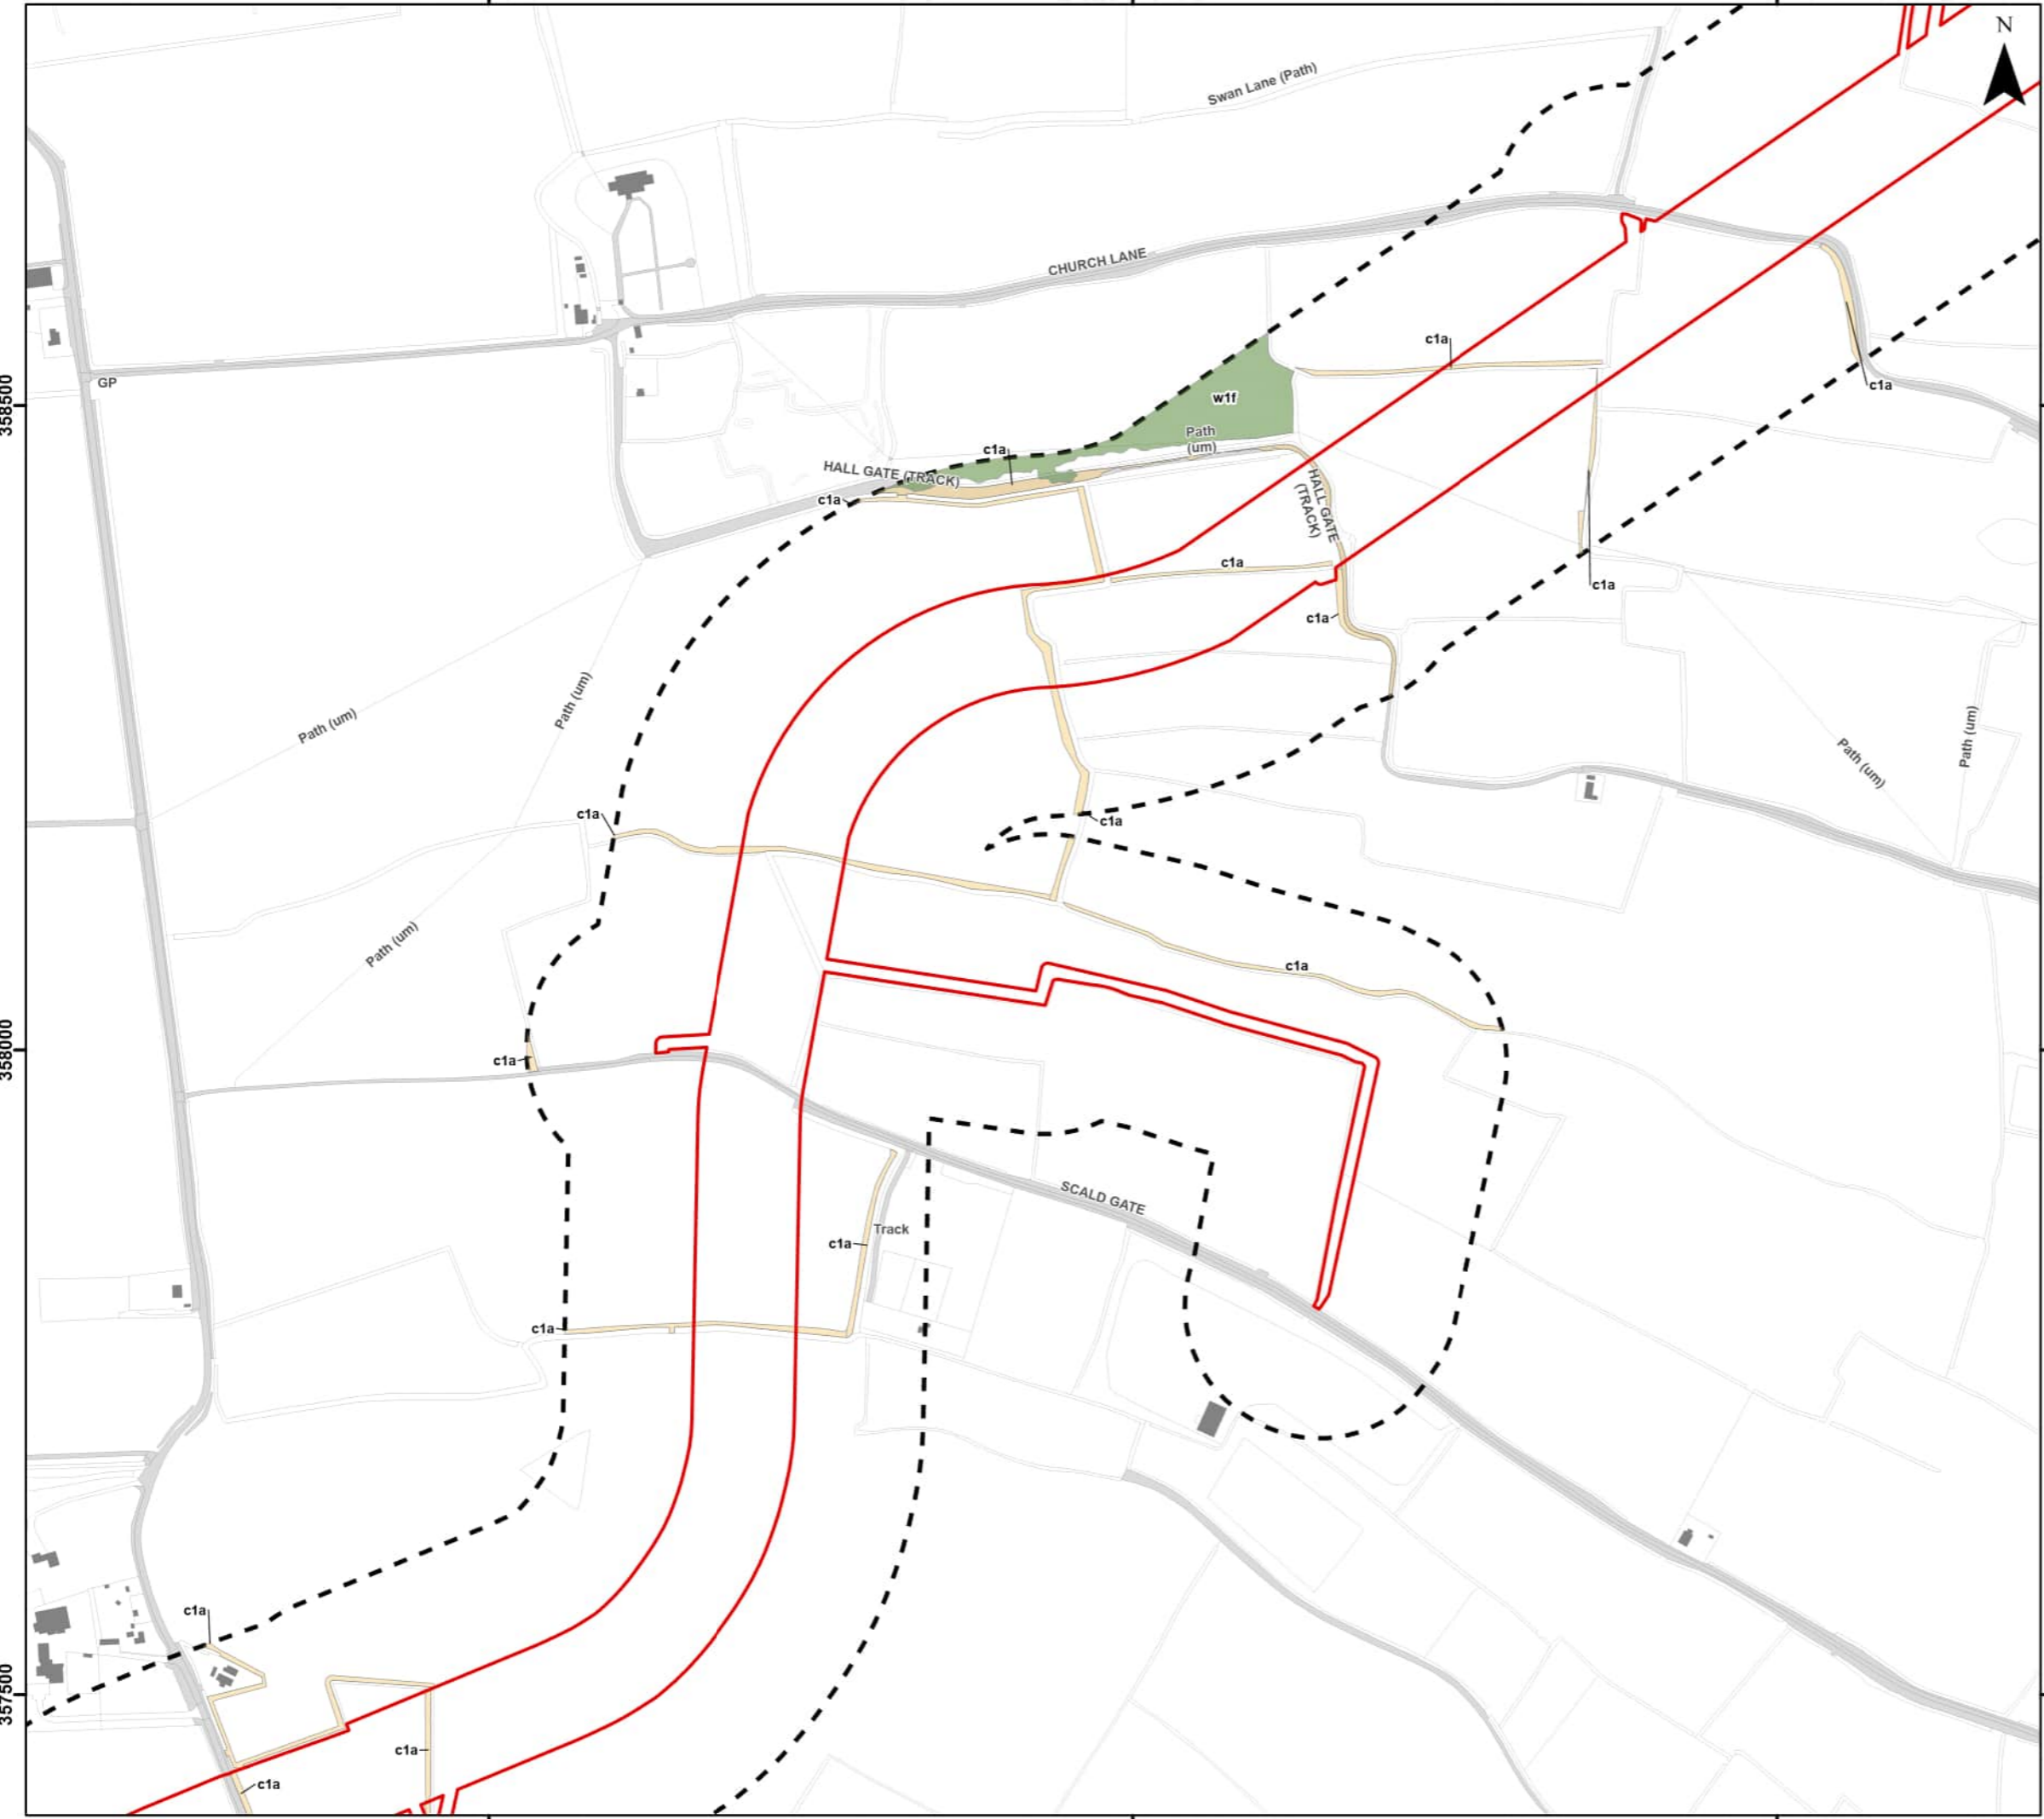 N
Swan Lane (Path)
CHURCH LANE
c1a
GP
358500
c1a
w1f
Path
(um)
c1a
HALL GATE (TRACK)
c1a
HALL GATE
(TRACK)
c1a
c1a
c1a
Path (um)
Path (um)
Path (um)
Path (um)
c1a
c1a
Path (um)
c1a
358000
c1a
SCALD GATE
Track
c1a
c1a
c1a
357500
c1a
c1a